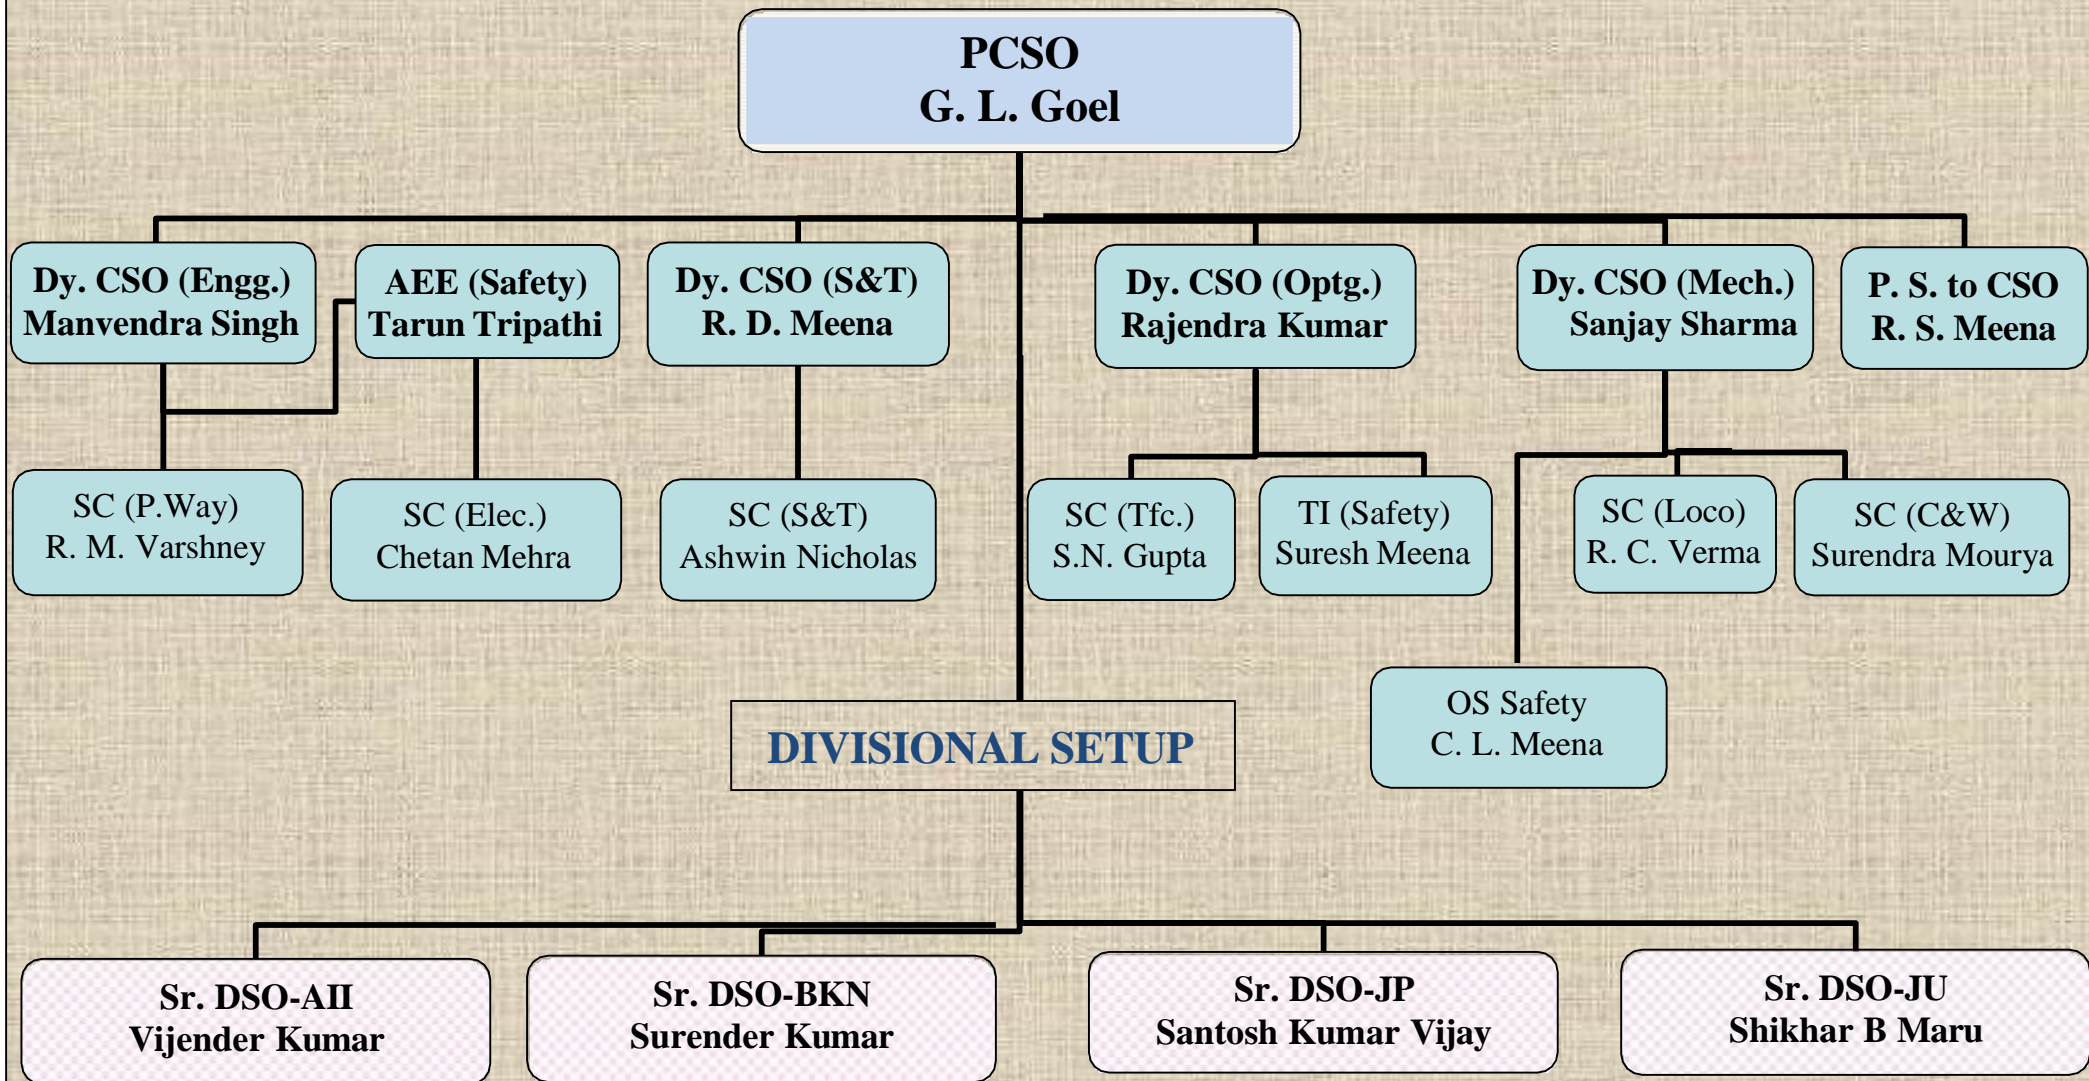 PCSO
G. L. Goel
Dy. CSO (Engg.)
Manvendra Singh
AEE (Safety)
Tarun Tripathi
Dy. CSO (S&T)
R. D. Meena
Dy. CSO (Optg.)
Rajendra Kumar
Dy. CSO (Mech.)
Sanjay Sharma
P. S. to CSO
R. S. Meena
SC (P.Way)
R. M. Varshney
SC (Elec.)
Chetan Mehra
SC (S&T)
Ashwin Nicholas
SC (Tfc.)
S.N. Gupta
TI (Safety)
Suresh Meena
SC (Loco)
R. C. Verma
SC (C&W)
Surendra Mourya
OS Safety
C. L. Meena
DIVISIONAL SETUP
Sr. DSO-AII
Vijender Kumar
Sr. DSO-BKN
Surender Kumar
Sr. DSO-JP
Santosh Kumar Vijay
Sr. DSO-JU
Shikhar B Maru